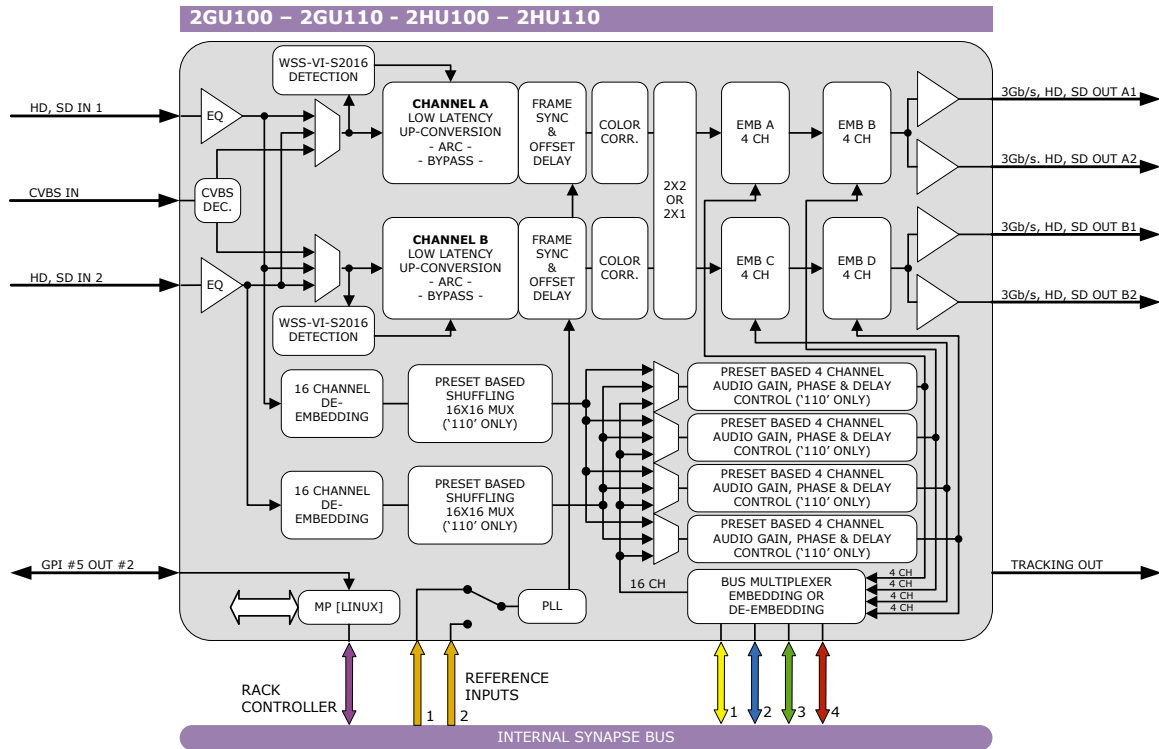 2GU100 – 2GU110 - 2HU100 – 2HU110
WSS-VI-S2016
DETECTION
HD, SD IN 1
EQ
CHANNEL A
LOW LATENCY
UP-CONVERSION
- ARC -
- BYPASS -
FRAME
SYNC
&
OFFSET
DELAY
COLOR
CORR.
EMB A
4 CH
EMB B
4 CH
3Gb/s, HD, SD OUT A1
3Gb/s. HD, SD OUT A2
CVBS IN
CVBS
DEC.
2X2
OR
2X1
HD, SD IN 2
EQ
CHANNEL B
LOW LATENCY
UP-CONVERSION
- ARC -
- BYPASS -
FRAME
SYNC
&
OFFSET
DELAY
COLOR
CORR.
EMB C
4 CH
EMB D
4 CH
3Gb/s, HD, SD OUT B1
3Gb/s, HD, SD OUT B2
WSS-VI-S2016
DETECTION
16 CHANNEL
DE-
EMBEDDING
PRESET BASED
SHUFFLING
16X16 MUX
(‘110’ ONLY)
PRESET BASED 4 CHANNEL
AUDIO GAIN, PHASE & DELAY
CONTROL (‘110’ ONLY)
PRESET BASED 4 CHANNEL
AUDIO GAIN, PHASE & DELAY
CONTROL (‘110’ ONLY)
16 CHANNEL
DE-
EMBEDDING
PRESET BASED
SHUFFLING
16X16 MUX
(‘110’ ONLY)
PRESET BASED 4 CHANNEL
AUDIO GAIN, PHASE & DELAY
CONTROL (‘110’ ONLY)
PRESET BASED 4 CHANNEL
AUDIO GAIN, PHASE & DELAY
CONTROL (‘110’ ONLY)
GPI #5 OUT #2
TRACKING OUT
MP [LINUX]
PLL
16 CH
BUS MULTIPLEXER
EMBEDDING OR
DE-EMBEDDING
4 CH
4 CH
4 CH
4 CH
RACK
CONTROLLER
REFERENCE
INPUTS
1
2
1
2
3
4
INTERNAL SYNAPSE BUS